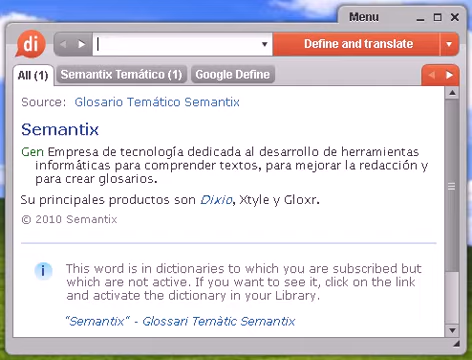 Menu
di
Define and translate
All (1)
Semantix Temático (1)
Google Define
Source: Glosario Temático Semantix
Semantix
Gen Empresa de tecnología dedicada al desarrollo de herramientas
informáticas para comprender textos, para mejorar la redacción y
para crear glosarios.
Su principales productos son Dixio, Xtyle y Gloxr.
© 2010 Semantix
i
This word is in dictionaries to which you are subscribed but
which are not active. If you want to see it, click on the link
and activate the dictionary in your Library.
"Semantix" - Glossari Temàtic Semantix